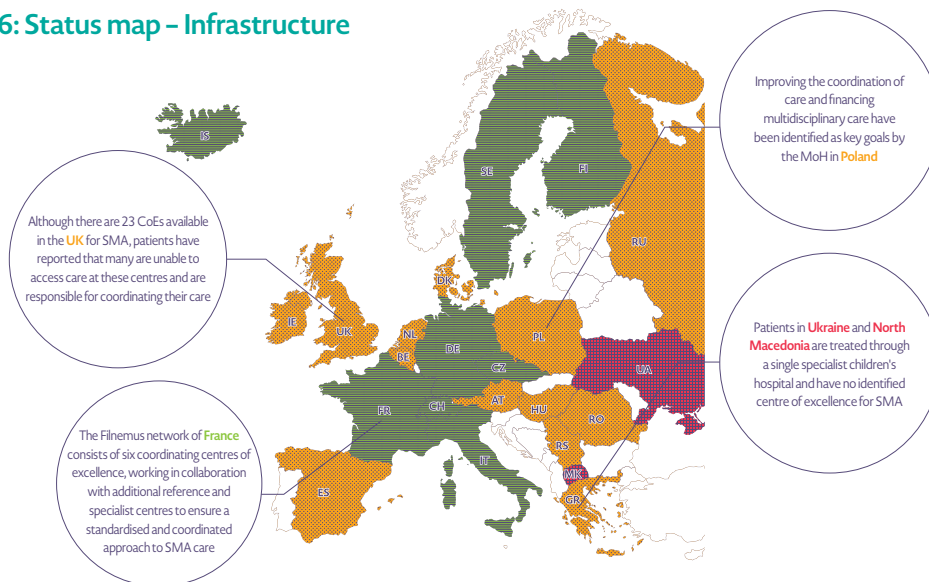 6: Status map – Infrastructure
Improving the coordination of
care and financing
multidisciplinary care have
been identified as key goals by
the MoH in Poland
IS
SE
FI
RU
Although there are 23 CoEs available
in the UK for SMA, patients have
reported that many are unable to
access care at these centres and are
responsible for coordinating their care
DK
IE
UK
NL
BE
DE
PL
CZ
UA
Patients in Ukraine and North
Macedonia are treated through
a single specialist children's
hospital and have no identified
centre of excellence for SMA
FR
CH
AT
HU
RO
RS
IT
MK
GR
ES
The Filnemus network of France
consists of six coordinating centres of
excellence, working in collaboration
with additional reference and
specialist centres to ensure a
standardised and coordinated
approach to SMA care